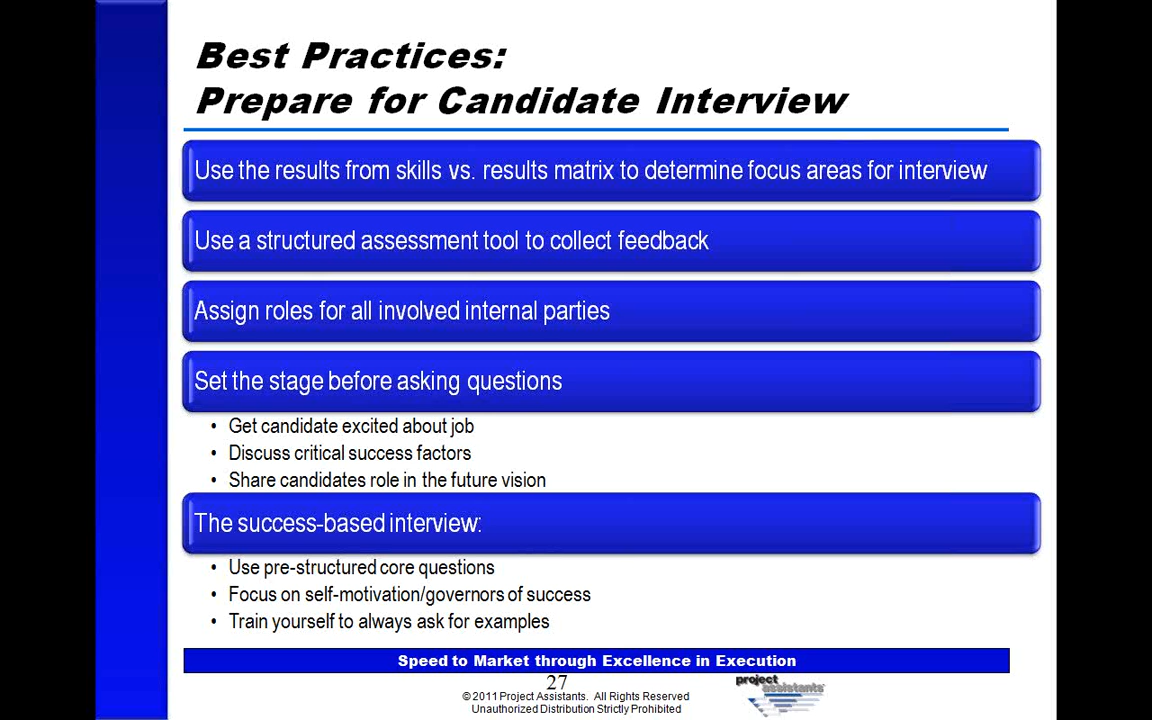 Best Practices:
Prepare for Candidate Interview
Use the results from skills vs. results matrix to determine focus areas for interview
Use a structured assessment tool to collect feedback
Assign roles for all involved internal parties
Set the stage before asking questions
• Get candidate excited about job
• Discuss critical success factors
• Share candidates role in the future vision
The success-based interview:
• Use pre-structured core questions
• Focus on self-motivation/governors of success
• Train yourself to always ask for examples
Speed to Market through Excellence in Execution
27
© 2011 Project Assistants. All Rights Reserved
Unauthorized Distribution Strictly Prohibited
project
assistants